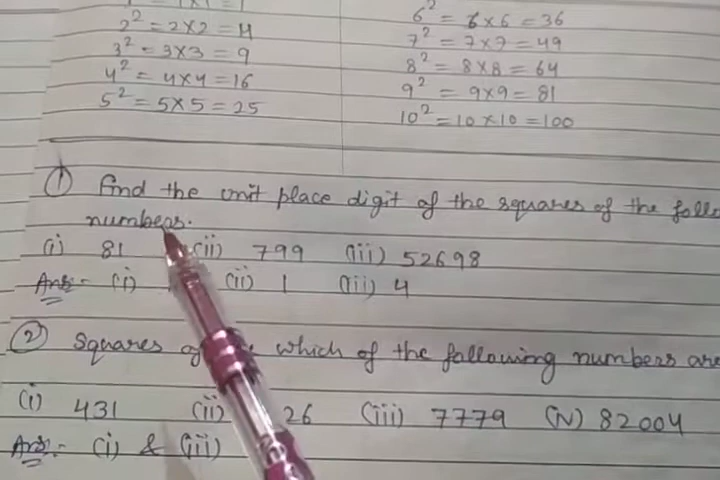 2² = 2×2 = 4
3² = 3×3 = 9
4² = 4×4 = 16
5² = 5×5 = 25
6² = 6×6 = 36
7² = 7×7 = 49
8² = 8×8 = 64
9² = 9×9 = 81
10² = 10×10 = 100
① Find the unit place digit of the squares of the
numbers.
(i) 81 (ii) 799 (iii) 52698
Ans:- (i) (ii) 1 (iii) 4
② Squares which of the following numbers are
(i) 431 (ii) 26 (iii) 7779 (iv) 82004
Ans:- (i) & (iii)